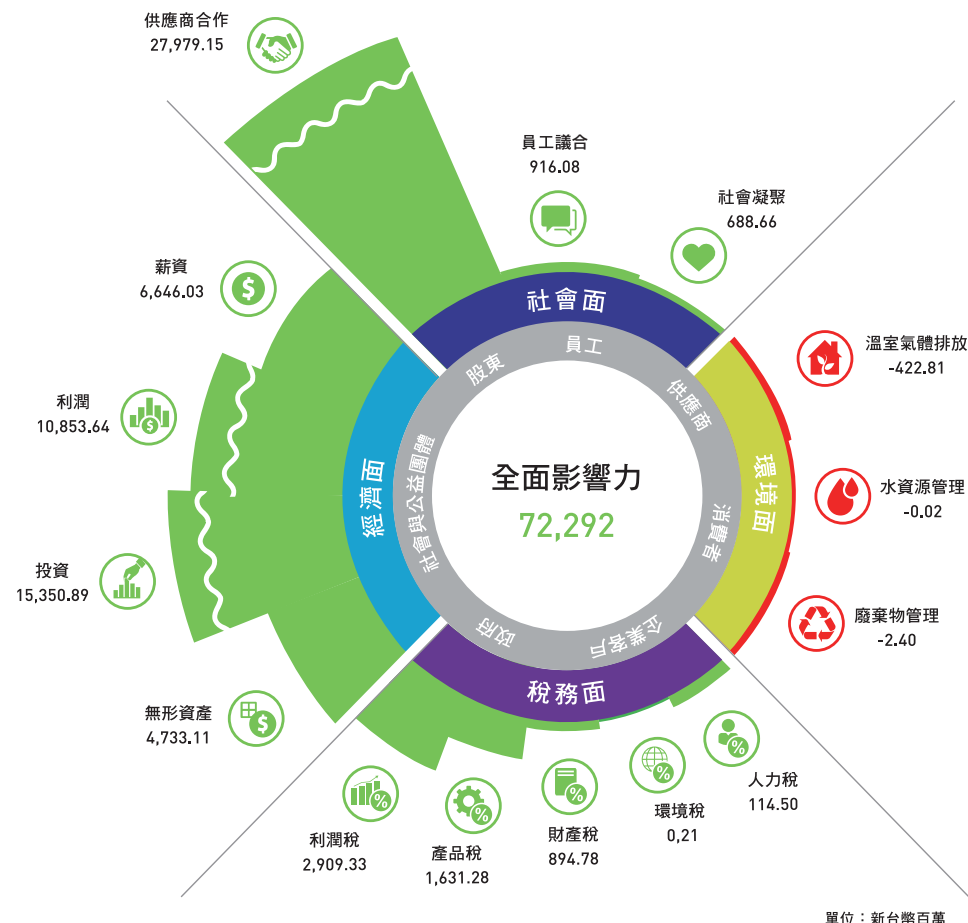 供應商合作
27,979.15
員工議合
916.08
社會凝聚
688.66
薪資
6,646.03
利潤
10,853.64
投資
15,350.89
無形資產
4,733.11
溫室氣體排放
-422.81
水資源管理
-0.02
廢棄物管理
-2.40
利潤稅
2,909.33
產品稅
1,631.28
財產稅
894.78
環境稅
0,21
人力稅
114.50
社會面
環境面
稅務面
經濟面
股東
員工
供應商
消費者
企業客戶
政府
社會與公益團體
全面影響力
72,292
單位：新台幣百萬